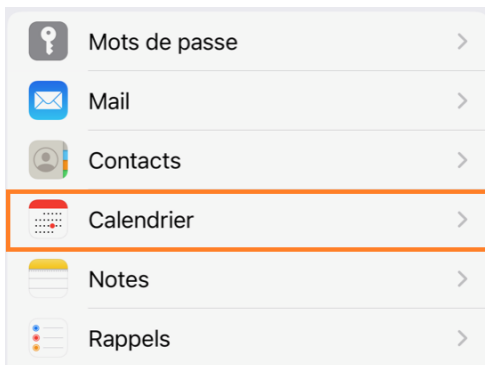 Mots de passe
Mail
Contacts
Calendrier
Notes
Rappels